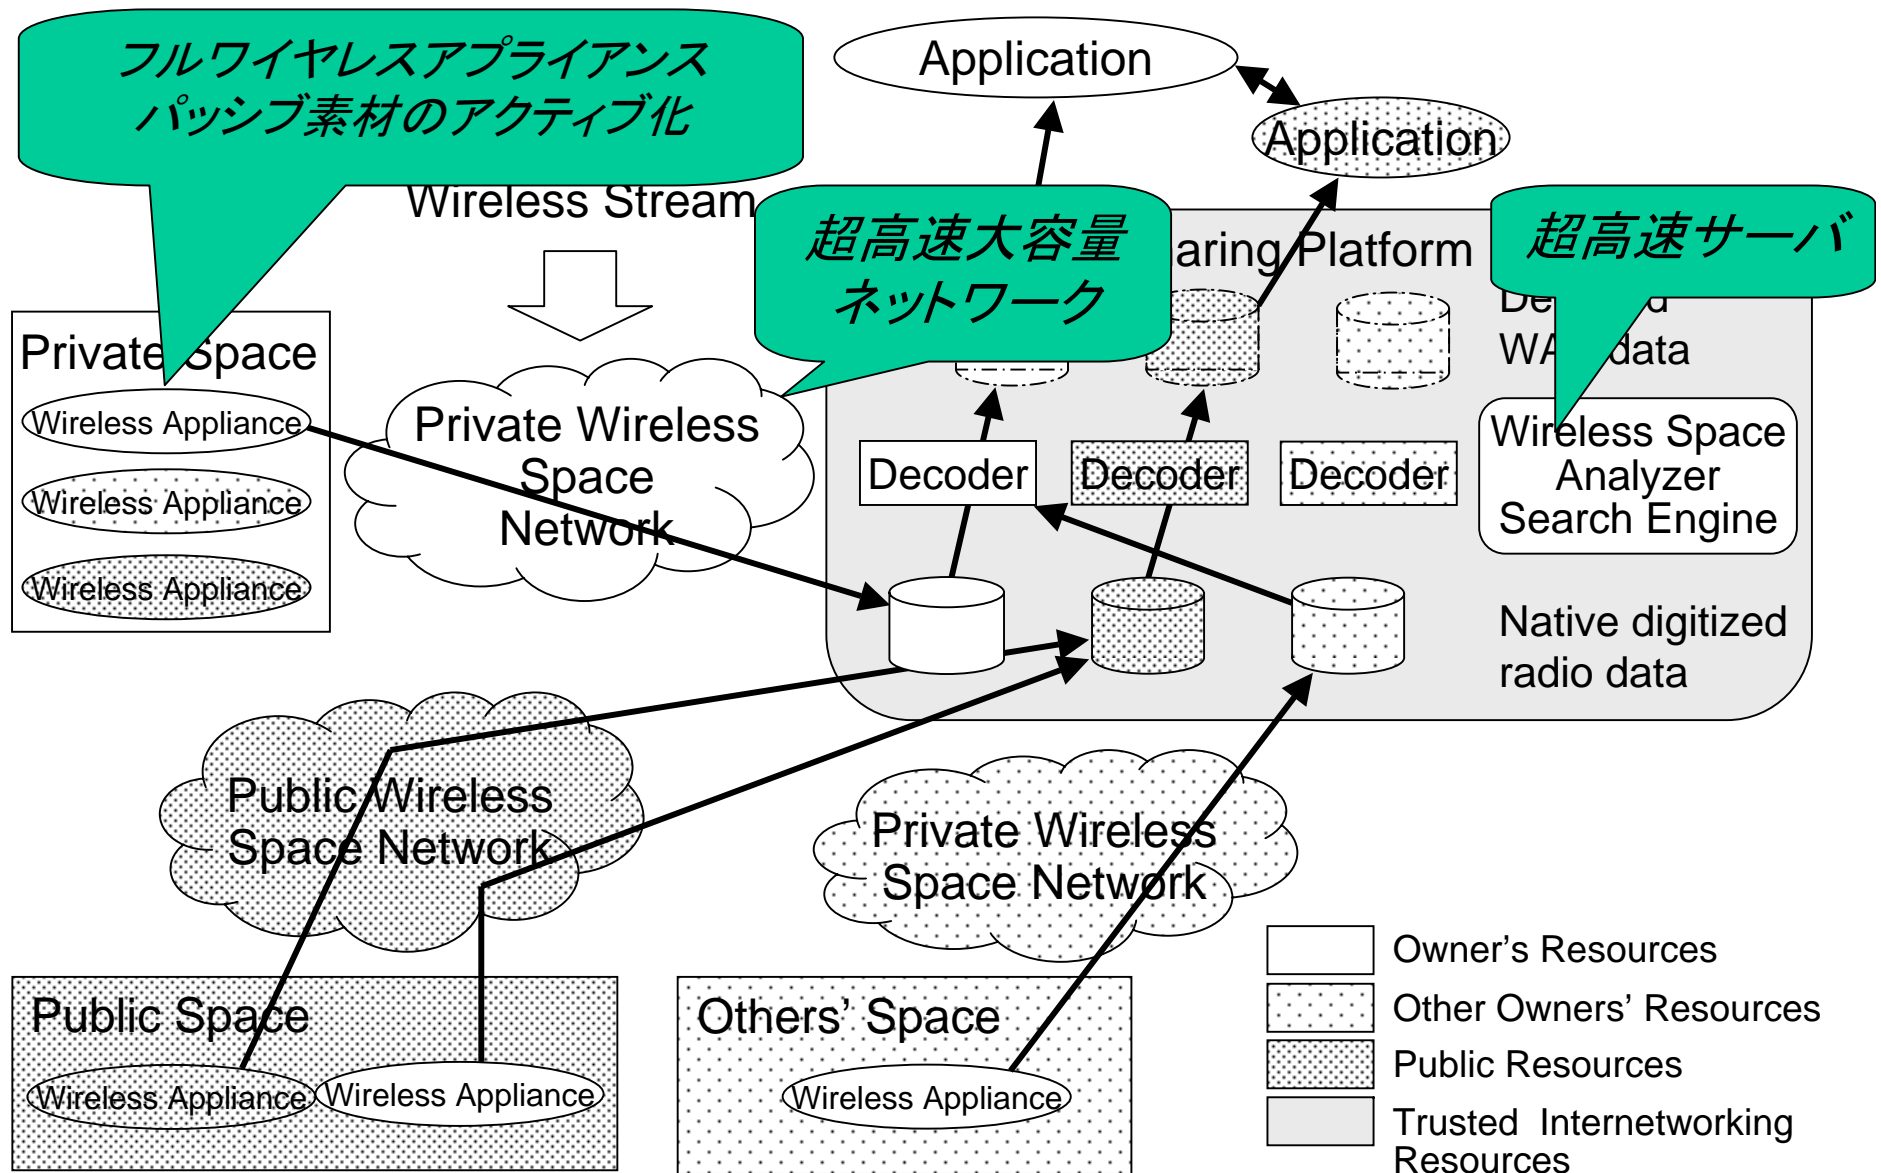 フルワイヤレスアプライアンス
パッシブ素材のアクティブ化
Application
Application
Wireless Stream
超高速大容量
ネットワーク
haring Platform
超高速サーバ
data
Private Space
Wireless Appliance
Wireless Appliance
Wireless Appliance
Private Wireless
Space
Network
Decoder
Decoder
Decoder
Wireless Space
Analyzer
Search Engine
Native digitized
radio data
Public Wireless
Space Network
Private Wireless
Space Network
Public Space
Wireless Appliance
Wireless Appliance
Others’ Space
Wireless Appliance
Owner's Resources
Other Owners’ Resources
Public Resources
Trusted Internetworking
Resources